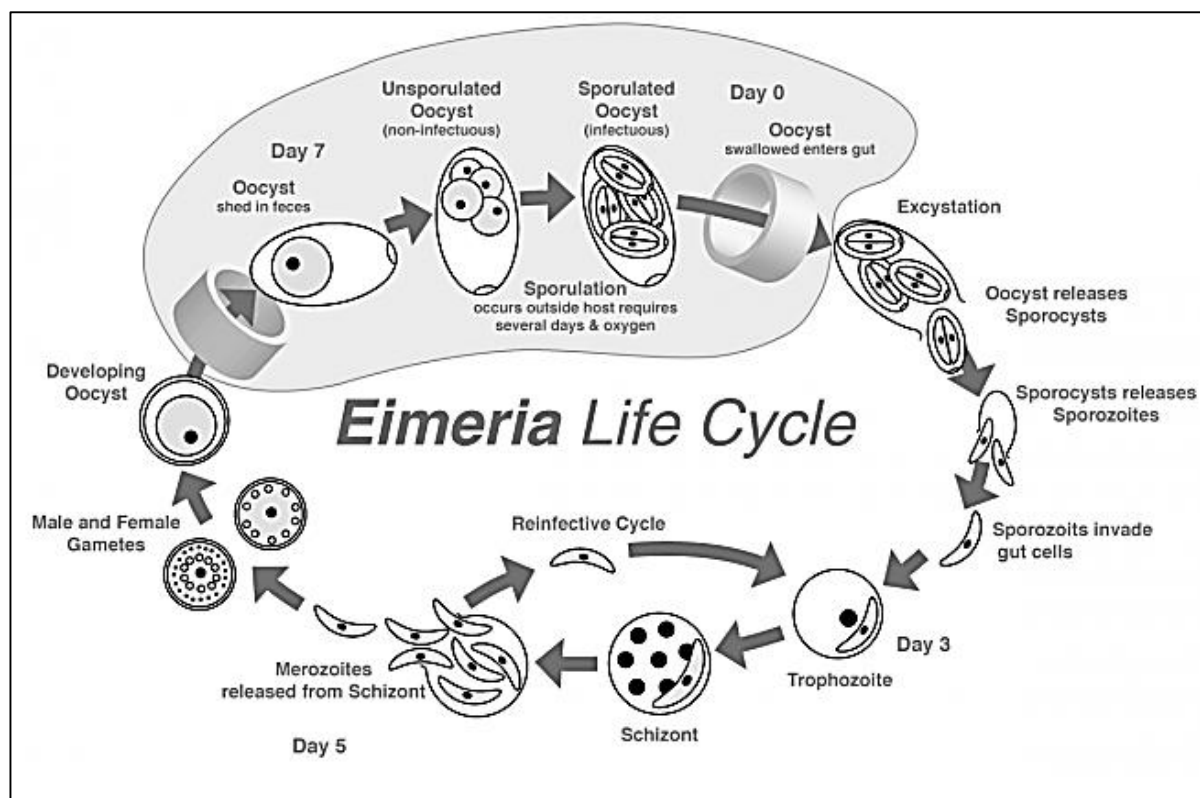 Unsporulated
Oocyst
(non-infectuous)
Sporulated
Oocyst
(infectuous)
Day 0
Oocyst
swallowed enters gut
Day 7
Oocyst
shed in feces
Excystation
Sporulation
occurs outside host requires
several days & oxygen
Oocyst releases
Sporocysts
Developing
Oocyst
Eimeria Life Cycle
Sporocysts releases
Sporozoites
Male and Female
Gametes
Reinfective Cycle
Sporozoits invade
gut cells
Day 3
Trophozoite
Merozoites
released from Schizont
Schizont
Day 5